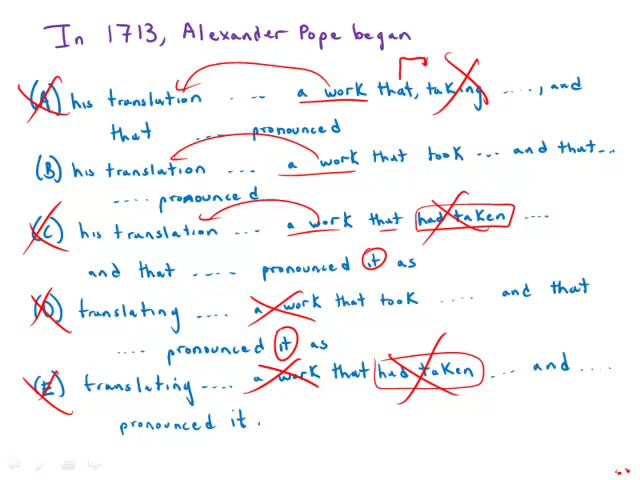 In 1713, Alexander Pope began
(A) his translation .... a work that, taking ...., and
that .... pronounced
(B) his translation ... a work that took ... and that...
.... pronounced
(C) his translation .... a work that had taken ....
and that .... pronounced it as
(D) translating .... a work that took .... and that
.... pronounced it as
(E) translating .... a work that had taken ... and ....
pronounced it.